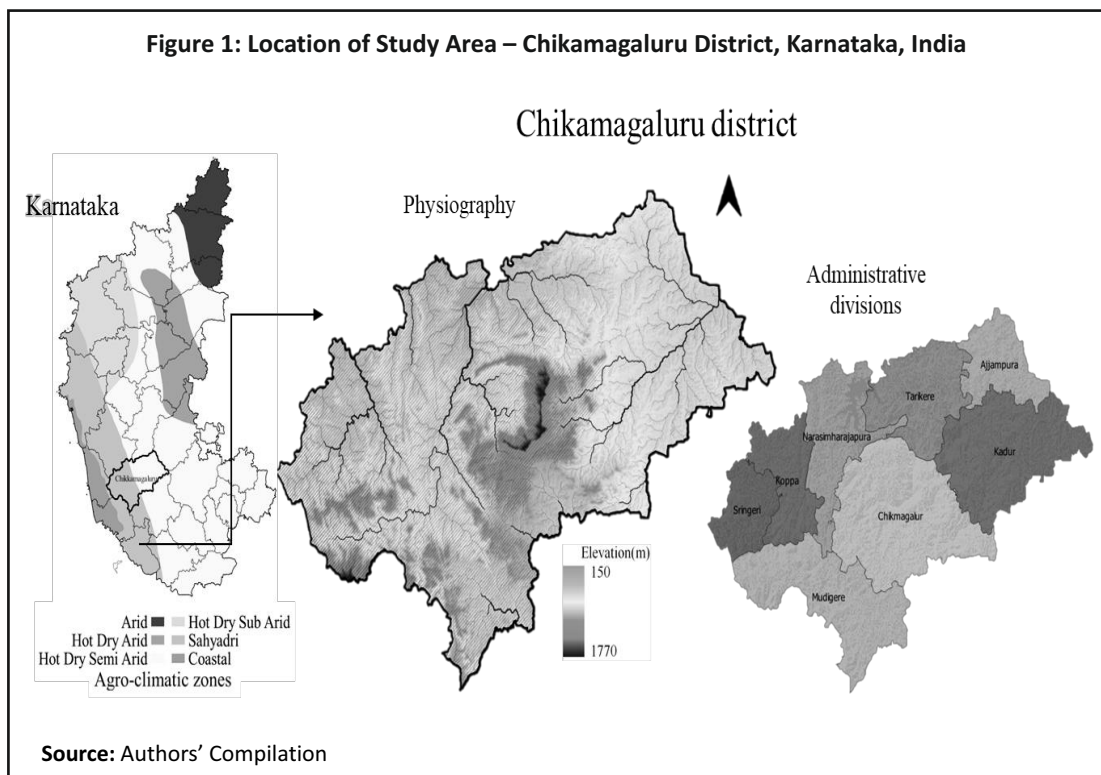 Figure 1: Location of Study Area – Chikamagaluru District, Karnataka, India
Chikamagaluru district
Karnataka
Physiography
Administrative
divisions
Chikkamagaluru
Ajjampura
Tarikere
Narasimharajapura
Kadur
Koppa
Sringeri
Chikmagalur
Mudigere
Elevation(m)
150
1770
Arid Hot Dry Sub Arid
Hot Dry Arid Sahyadri
Hot Dry Semi Arid Coastal
Agro-climatic zones
Source: Authors’ Compilation